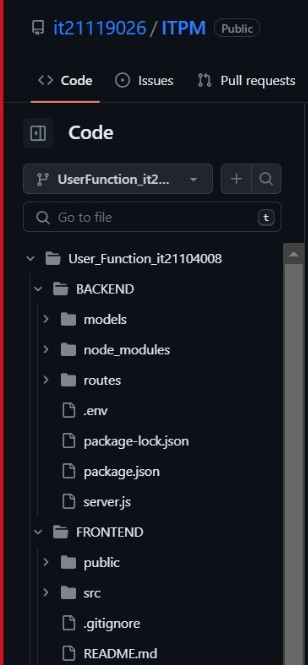 it21119026 / ITPM Public
Code Issues Pull requests
Code
UserFunction_it2...
Go to file t
User_Function_it21104008
BACKEND
models
node_modules
routes
.env
package-lock.json
package.json
server.js
FRONTEND
public
src
.gitignore
README.md